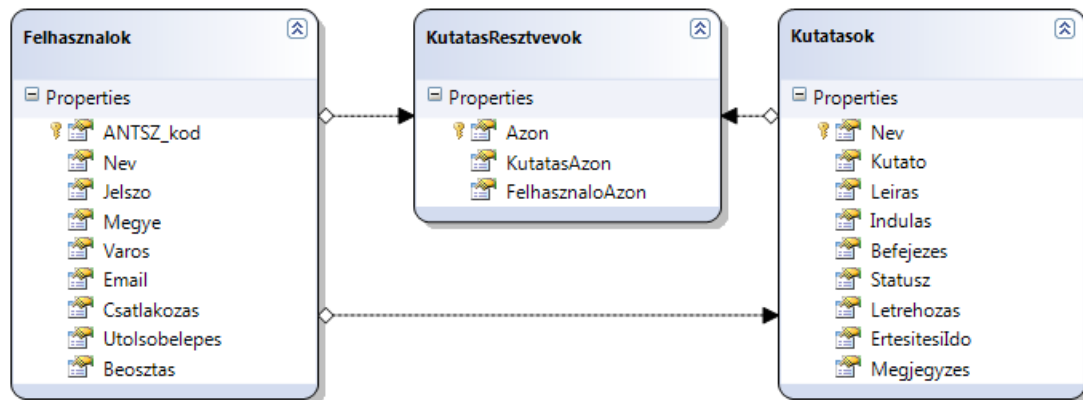 Felhasznalok
Properties
ANTSZ_kod
Nev
Jelszo
Megye
Varos
Email
Csatlakozas
Utolsobelepes
Beosztas
KutatasResztvevok
Properties
Azon
KutatasAzon
FelhasznaloAzon
Kutatasok
Properties
Nev
Kutato
Leiras
Indulas
Befejezes
Statusz
Letrehozas
ErtesitesiIdo
Megjegyzes